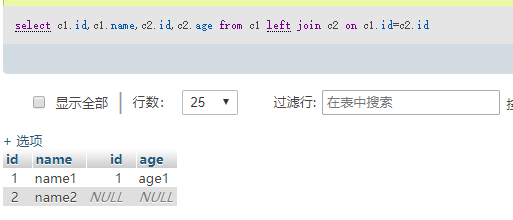 select c1.id,c1.name,c2.id,c2.age from c1 left join c2 on c1.id=c2.id
显示全部 行数: 25 过滤行: 在表中搜索
+ 选项
id name id age
1 name1 1 age1
2 name2 NULL NULL